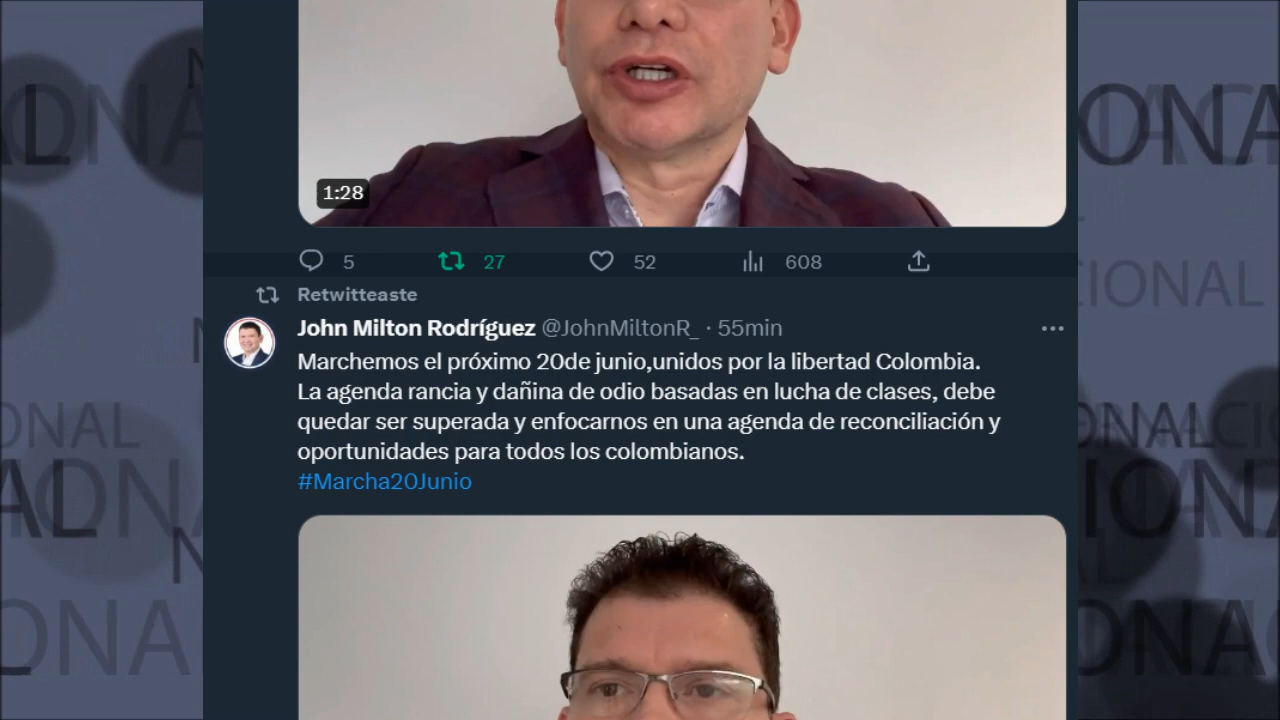 1:28
5 27 52 608
Retwitteaste
John Milton Rodríguez @JohnMiltonR_ · 55min
Marchemos el próximo 20de junio,unidos por la libertad Colombia.
La agenda rancia y dañina de odio basadas en lucha de clases, debe
quedar ser superada y enfocarnos en una agenda de reconciliación y
oportunidades para todos los colombianos.
#Marcha20Junio